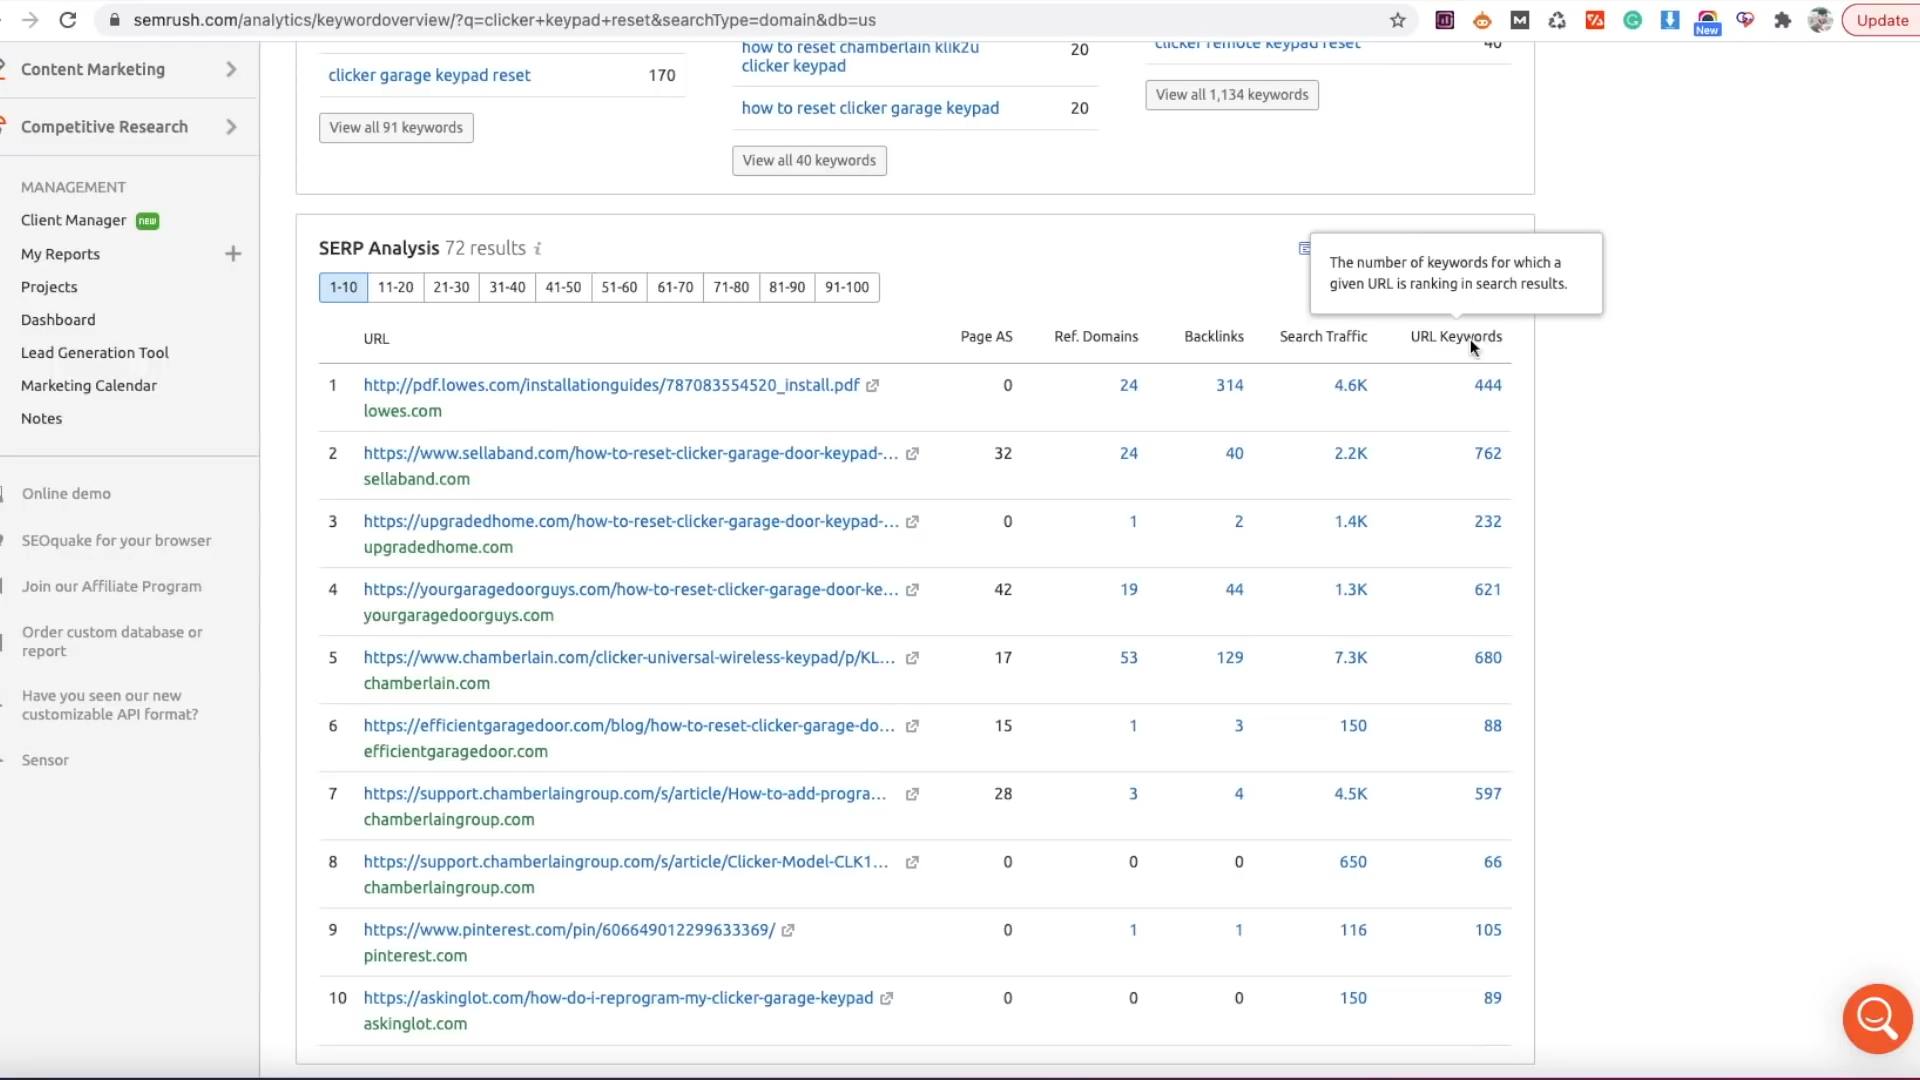 semrush.com/analytics/keywordoverview/?q=clicker+keypad+reset&searchType=domain&db=us
New
Update
Content Marketing
Competitive Research
MANAGEMENT
Client Manager new
My Reports
Projects
Dashboard
Lead Generation Tool
Marketing Calendar
Notes
Online demo
SEOquake for your browser
Join our Affiliate Program
Order custom database or
report
Have you seen our new
customizable API format?
Sensor
clicker garage keypad reset 170
View all 91 keywords
how to reset chamberlain klik2u 20
clicker keypad
how to reset clicker garage keypad 20
View all 40 keywords
clicker remote keypad reset 40
View all 1,134 keywords
SERP Analysis 72 results i
The number of keywords for which a
given URL is ranking in search results.
1-10 11-20 21-30 31-40 41-50 51-60 61-70 71-80 81-90 91-100
URL Page AS Ref. Domains Backlinks Search Traffic URL Keywords
1 http://pdf.lowes.com/installationguides/787083554520_install.pdf 0 24 314 4.6K 444
lowes.com
2 https://www.sellaband.com/how-to-reset-clicker-garage-door-keypad-... 32 24 40 2.2K 762
sellaband.com
3 https://upgradedhome.com/how-to-reset-clicker-garage-door-keypad-... 0 1 2 1.4K 232
upgradedhome.com
4 https://yourgaragedoorguys.com/how-to-reset-clicker-garage-door-ke... 42 19 44 1.3K 621
yourgaragedoorguys.com
5 https://www.chamberlain.com/clicker-universal-wireless-keypad/p/KL... 17 53 129 7.3K 680
chamberlain.com
6 https://efficientgaragedoor.com/blog/how-to-reset-clicker-garage-do... 15 1 3 150 88
efficientgaragedoor.com
7 https://support.chamberlaingroup.com/s/article/How-to-add-progra... 28 3 4 4.5K 597
chamberlaingroup.com
8 https://support.chamberlaingroup.com/s/article/Clicker-Model-CLK1... 0 0 0 650 66
chamberlaingroup.com
9 https://www.pinterest.com/pin/606649012299633369/ 0 1 1 116 105
pinterest.com
10 https://askinglot.com/how-do-i-reprogram-my-clicker-garage-keypad 0 0 0 150 89
askinglot.com